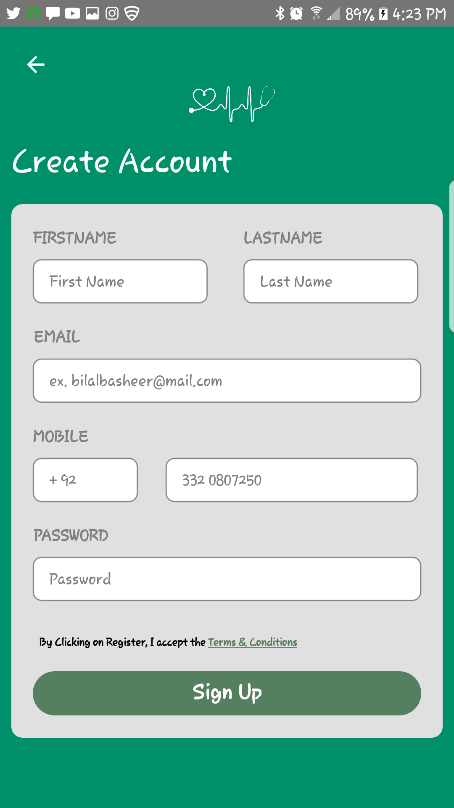 89% 4:23 PM
Create Account
FIRSTNAME LASTNAME
First Name Last Name
EMAIL
ex. bilalbasheer@mail.com
MOBILE
+ 92 332 0807250
PASSWORD
Password
By Clicking on Register, I accept the Terms & Conditions
Sign Up